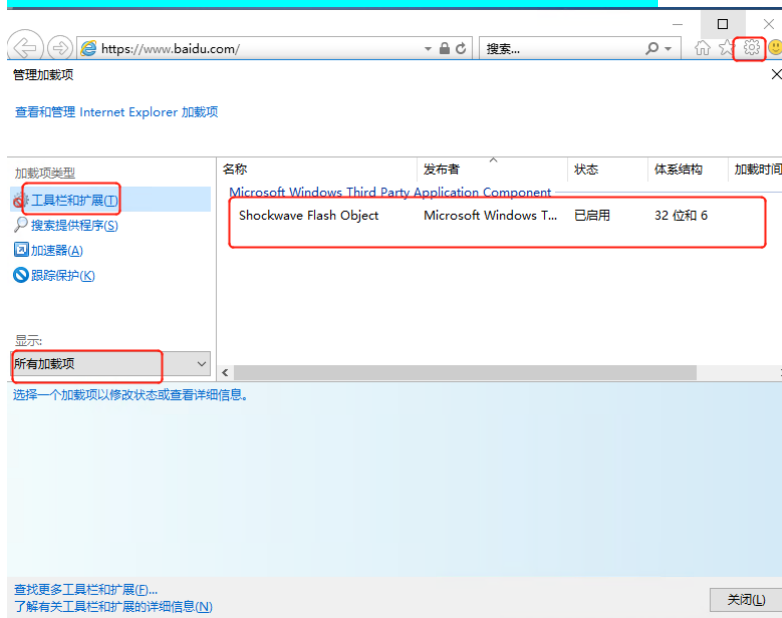 https://www.baidu.com/
搜索...
管理加载项
查看和管理 Internet Explorer 加载项
加载项类型
工具栏和扩展(T)
搜索提供程序(S)
加速器(A)
跟踪保护(K)
显示:
所有加载项
名称 发布者 状态 体系结构 加载时间
Microsoft Windows Third Party Application Component
Shockwave Flash Object Microsoft Windows T... 已启用 32 位和 6
选择一个加载项以修改状态或查看详细信息。
查找更多工具栏和扩展(F)...
了解有关工具栏和扩展的详细信息(N)
关闭(L)